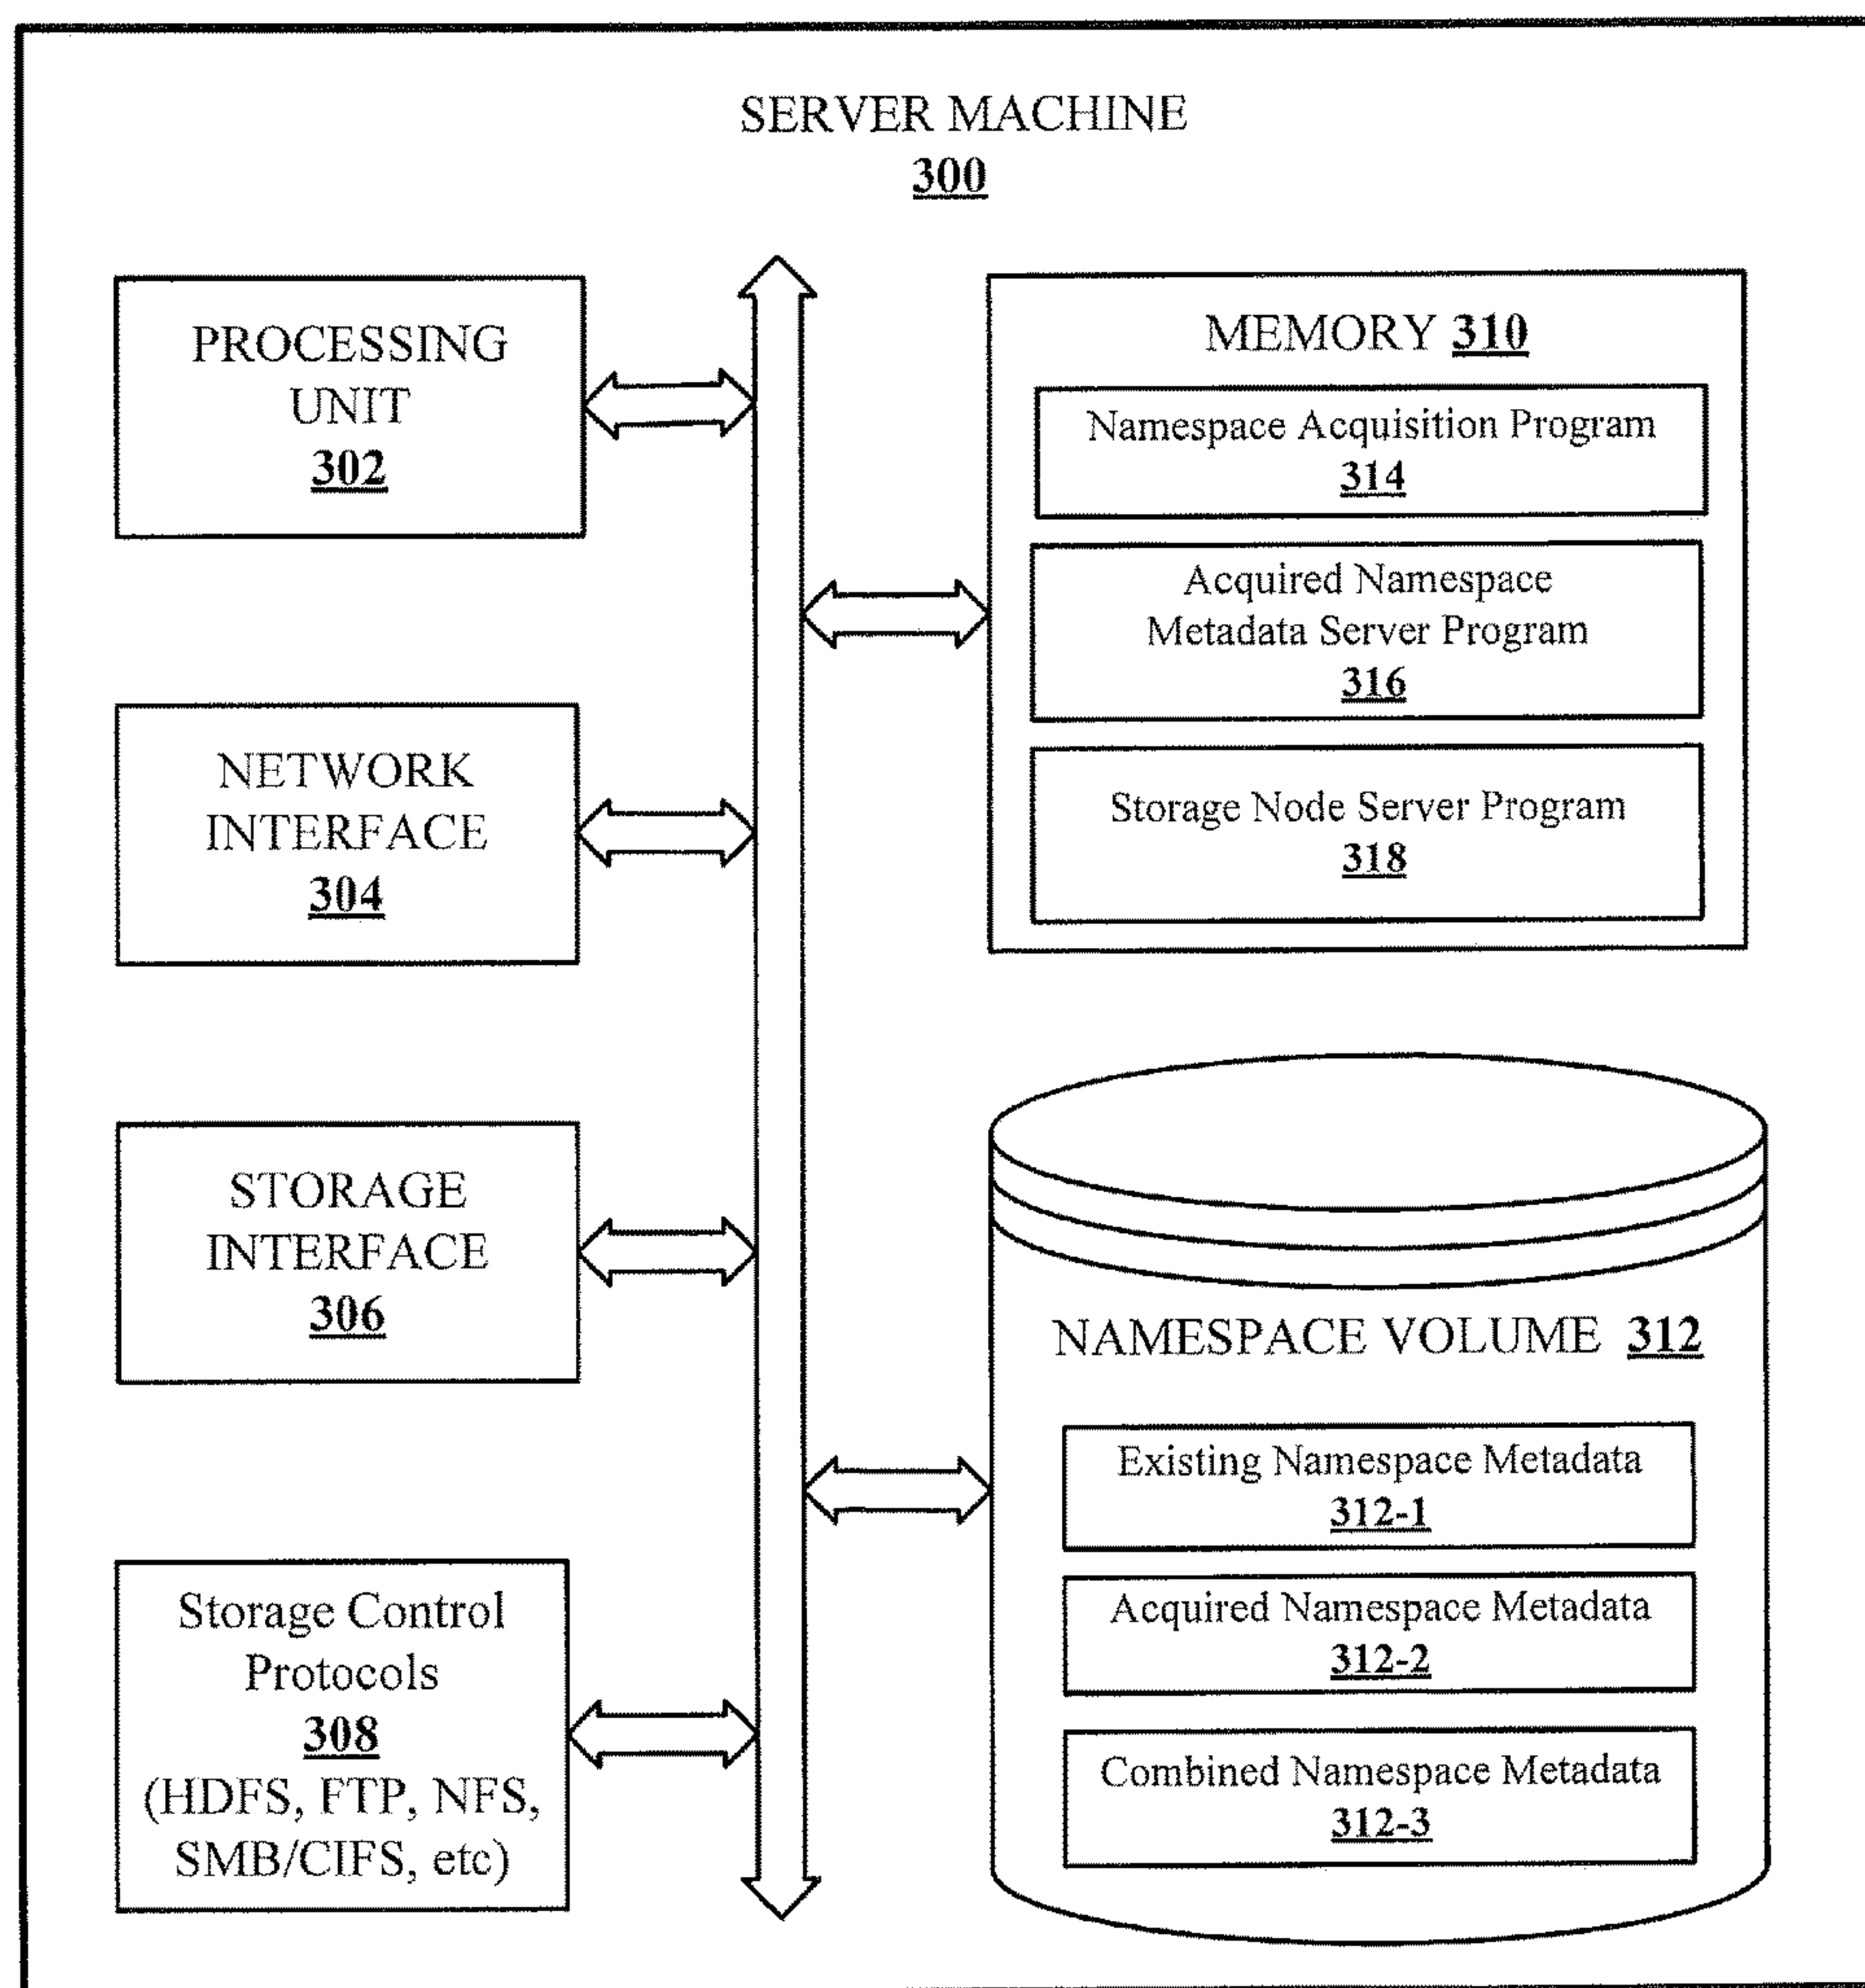 SERVER MACHINE
300
PROCESSING
UNIT
302
NETWORK
INTERFACE
304
STORAGE
INTERFACE
306
Storage Control
Protocols
308
(HDFS, FTP, NFS,
SMB/CIFS, etc)
MEMORY 310
Namespace Acquisition Program
314
Acquired Namespace
Metadata Server Program
316
Storage Node Server Program
318
NAMESPACE VOLUME 312
Existing Namespace Metadata
312-1
Acquired Namespace Metadata
312-2
Combined Namespace Metadata
312-3